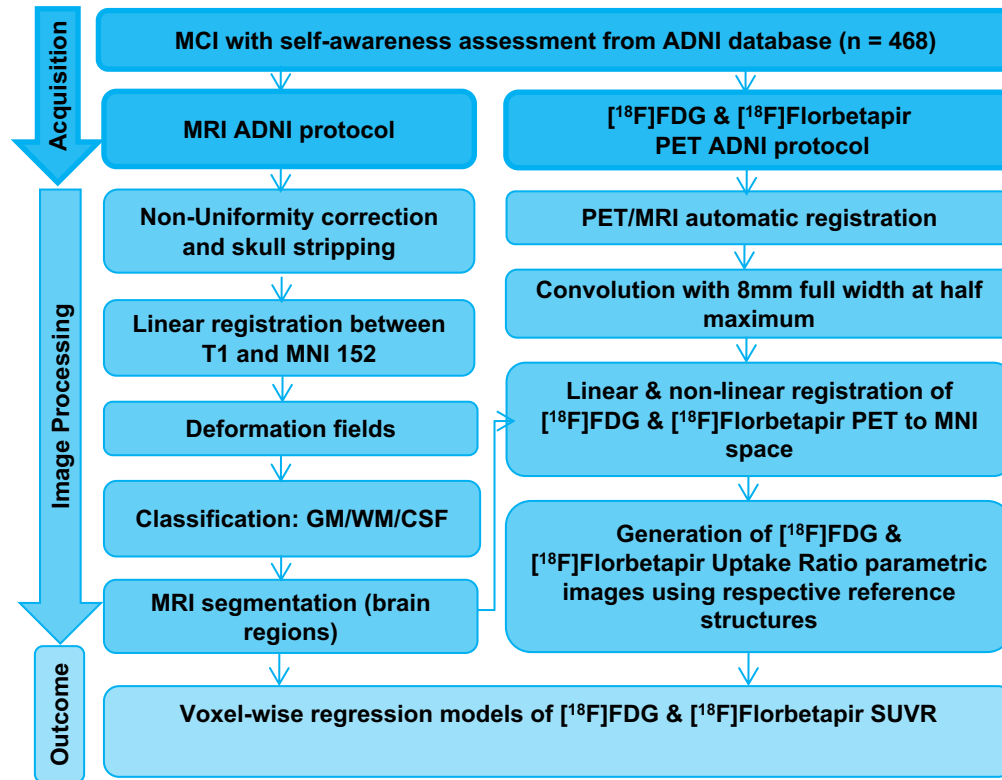 Acquisition
MCI with self-awareness assessment from ADNI database (n = 468)
MRI ADNI protocol
[¹⁸F]FDG & [¹⁸F]Florbetapir
PET ADNI protocol
Image Processing
Non-Uniformity correction
and skull stripping
Linear registration between
T1 and MNI 152
Deformation fields
Classification: GM/WM/CSF
MRI segmentation (brain
regions)
PET/MRI automatic registration
Convolution with 8mm full width at half
maximum
Linear & non-linear registration of
[¹⁸F]FDG & [¹⁸F]Florbetapir PET to MNI
space
Generation of [¹⁸F]FDG &
[¹⁸F]Florbetapir Uptake Ratio parametric
images using respective reference
structures
Outcome
Voxel-wise regression models of [¹⁸F]FDG & [¹⁸F]Florbetapir SUVR